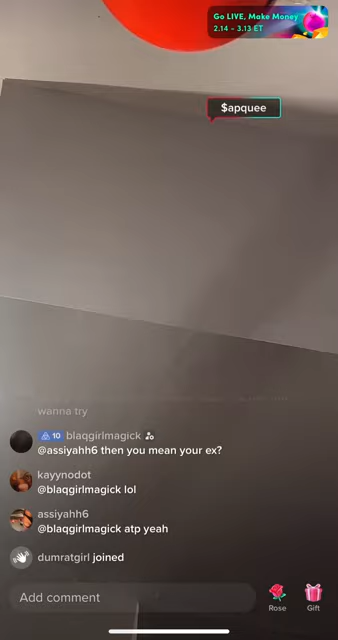 Go LIVE, Make Money
2.14 - 3.13 ET
$apquee
wanna try
10 blaqgirlmagick
@assiyahh6 then you mean your ex?
kayynodot
@blaqgirlmagick lol
assiyahh6
@blaqgirlmagick atp yeah
dumratgirl joined
Add comment
Rose
Gift